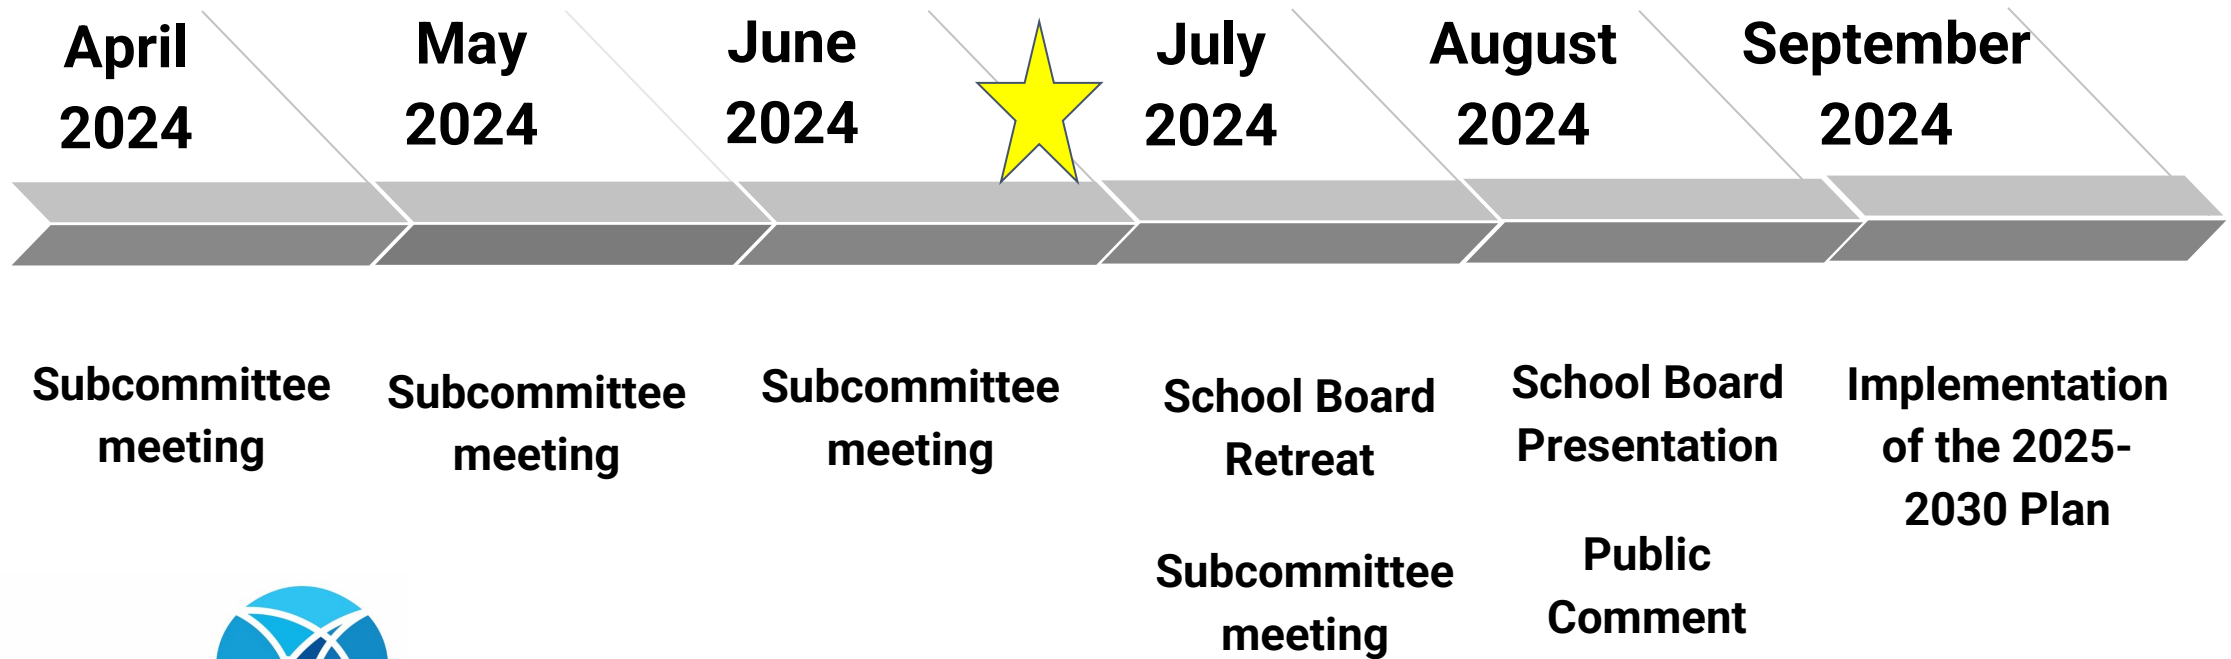 April
2024
May
2024
June
2024
July
2024
August
2024
September
2024
Subcommittee
meeting
Subcommittee
meeting
Subcommittee
meeting
School Board
Retreat
Subcommittee
meeting
School Board
Presentation
Public
Comment
Implementation
of the 2025-
2030 Plan